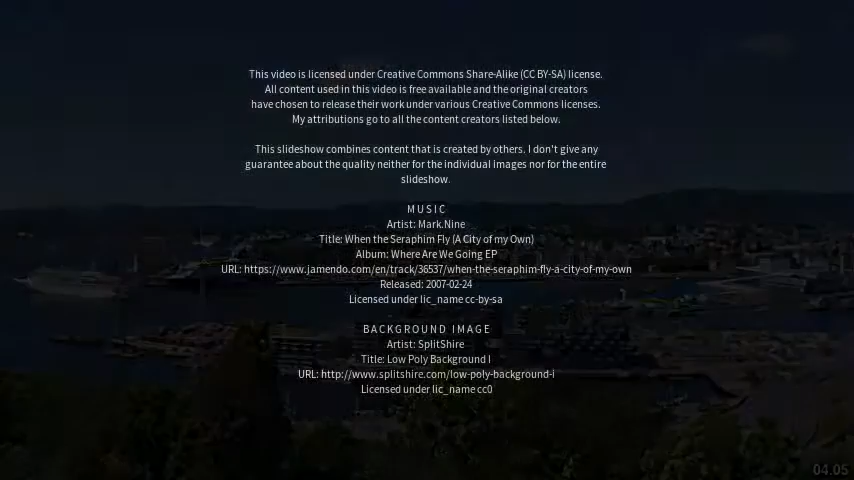 This video is licensed under Creative Commons Share-Alike (CC BY-SA) license.
All content used in this video is free available and the original creators
have chosen to release their work under various Creative Commons licenses.
My attributions go to all the content creators listed below.
This slideshow combines content that is created by others. I don't give any
guarantee about the quality neither for the individual images nor for the entire
slideshow.
MUSIC
Artist: Mark.Nine
Title: When the Seraphim Fly (A City of my Own)
Album: Where Are We Going EP
URL: https://www.jamendo.com/en/track/36537/when-the-seraphim-fly-a-city-of-my-own
Released: 2007-02-24
Licensed under lic_name cc-by-sa
BACKGROUND IMAGE
Artist: SplitShire
Title: Low Poly Background I
URL: http://www.splitshire.com/low-poly-background-i
Licensed under lic_name cc0
04.05